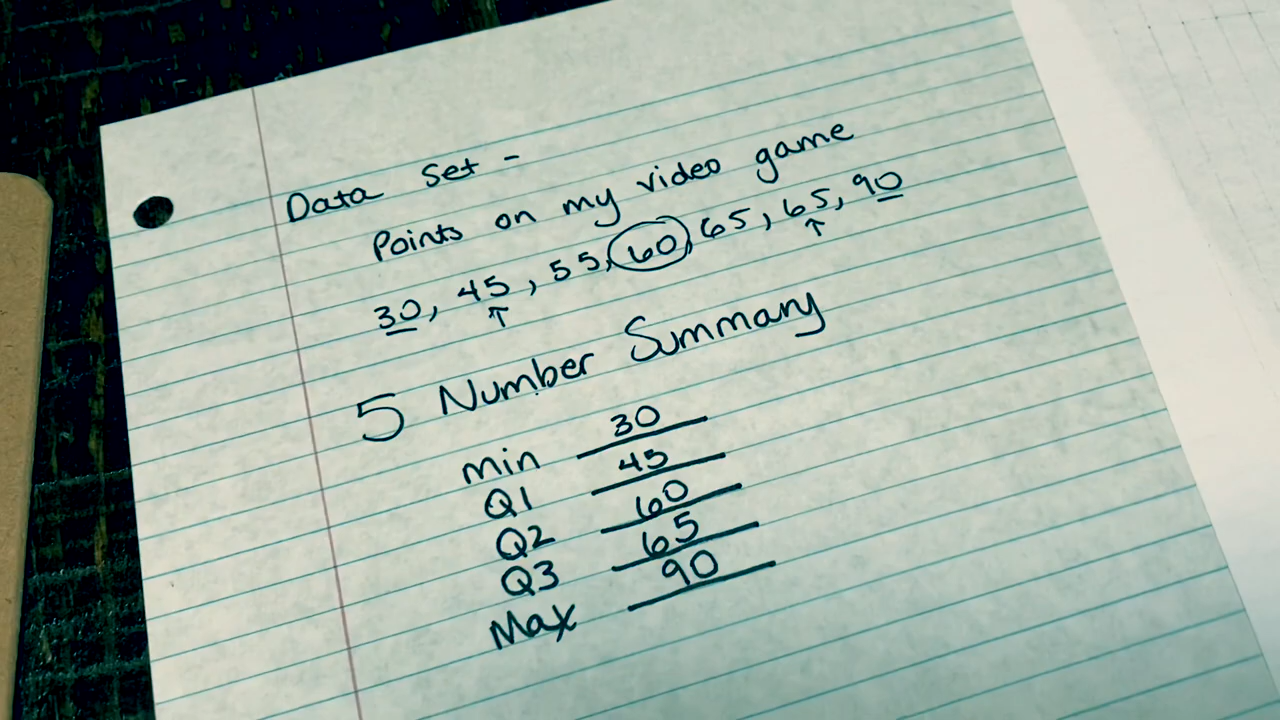 Data Set -
Points on my video game
30, 45, 55, 60, 65, 65, 90
5 Number Summary
min 30
Q1 45
Q2 60
Q3 65
Max 90